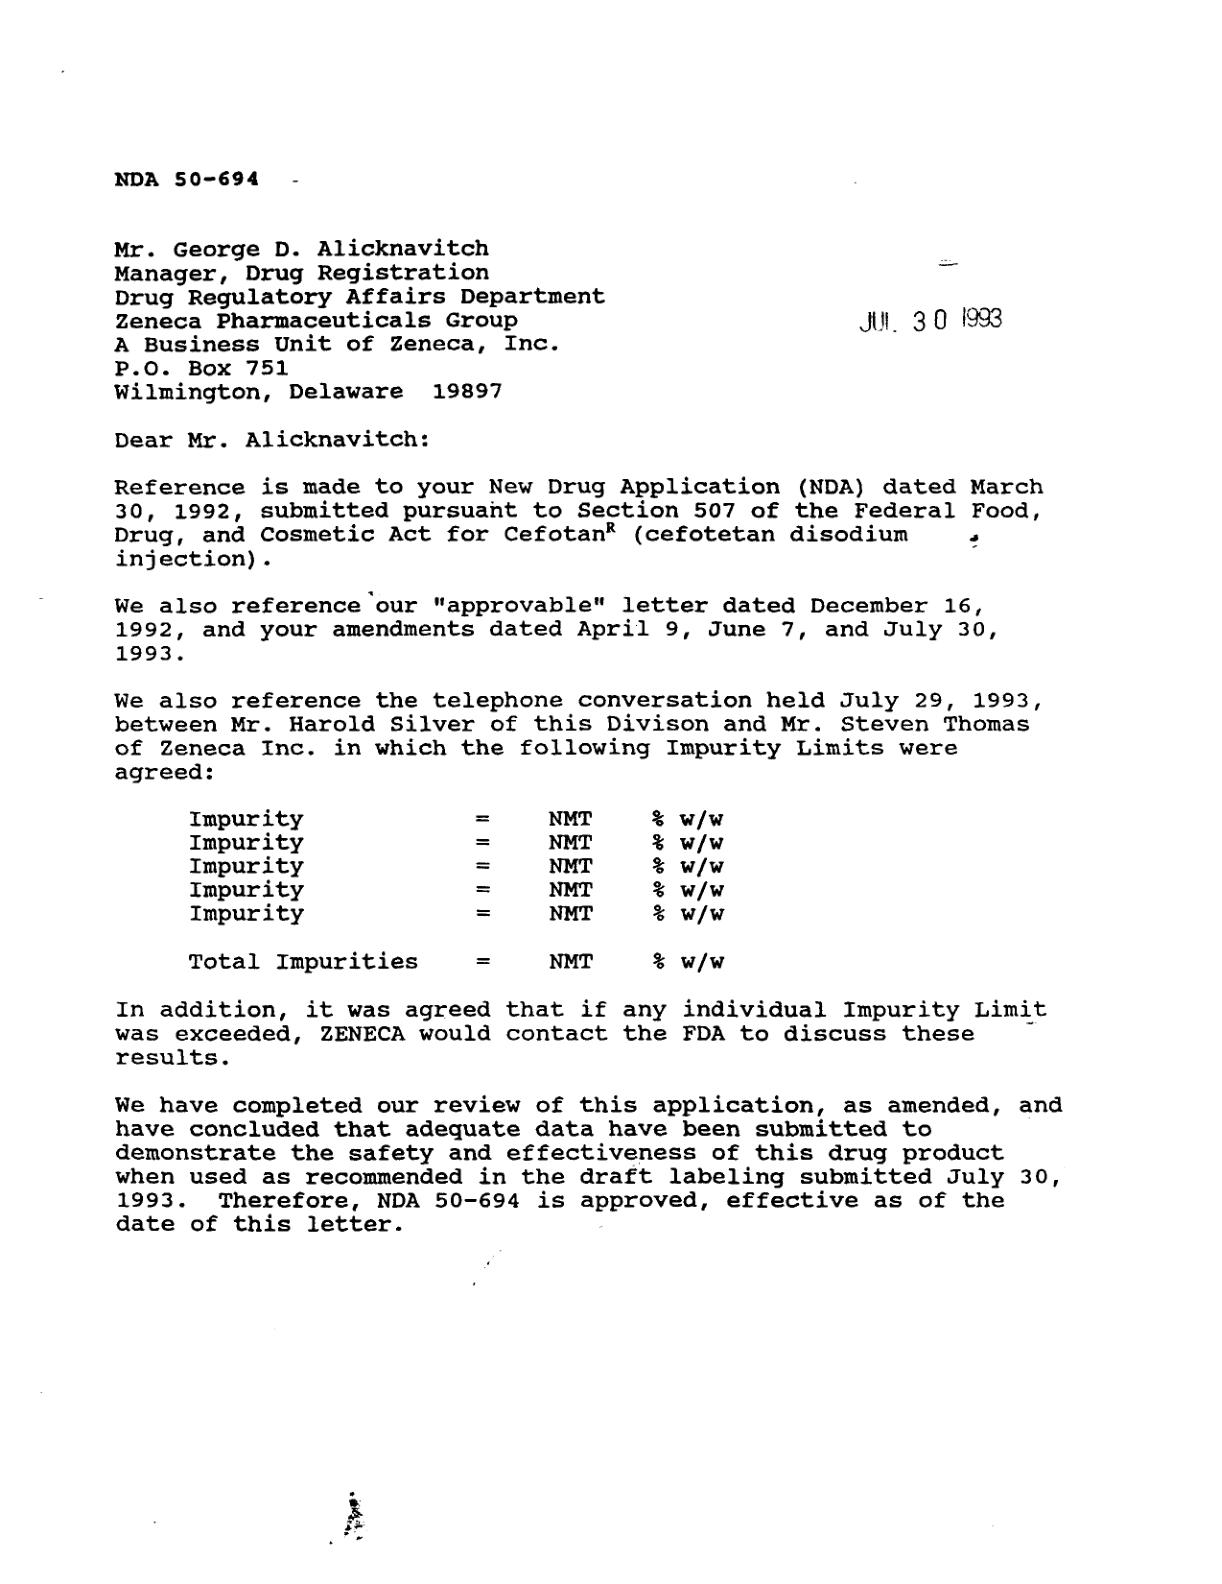 NDA 50-694
Mr. George D. Alicknavitch
Manager, Drug Registration
Drug Regulatory Affairs Department
Zeneca Pharmaceuticals Group
A Business Unit of Zeneca, Inc.
P.O. Box 751
Wilmington, Delaware 19897
JUL 30 1993
Dear Mr. Alicknavitch:
Reference is made to your New Drug Application (NDA) dated March
30, 1992, submitted pursuant to Section 507 of the Federal Food,
Drug, and Cosmetic Act for Cefotan^R (cefotetan disodium
injection).
We also reference our "approvable" letter dated December 16,
1992, and your amendments dated April 9, June 7, and July 30,
1993.
We also reference the telephone conversation held July 29, 1993,
between Mr. Harold Silver of this Divison and Mr. Steven Thomas
of Zeneca Inc. in which the following Impurity Limits were
agreed:
Impurity = NMT % w/w
Impurity = NMT % w/w
Impurity = NMT % w/w
Impurity = NMT % w/w
Impurity = NMT % w/w
Total Impurities = NMT % w/w
In addition, it was agreed that if any individual Impurity Limit
was exceeded, ZENECA would contact the FDA to discuss these
results.
We have completed our review of this application, as amended, and
have concluded that adequate data have been submitted to
demonstrate the safety and effectiveness of this drug product
when used as recommended in the draft labeling submitted July 30,
1993. Therefore, NDA 50-694 is approved, effective as of the
date of this letter.